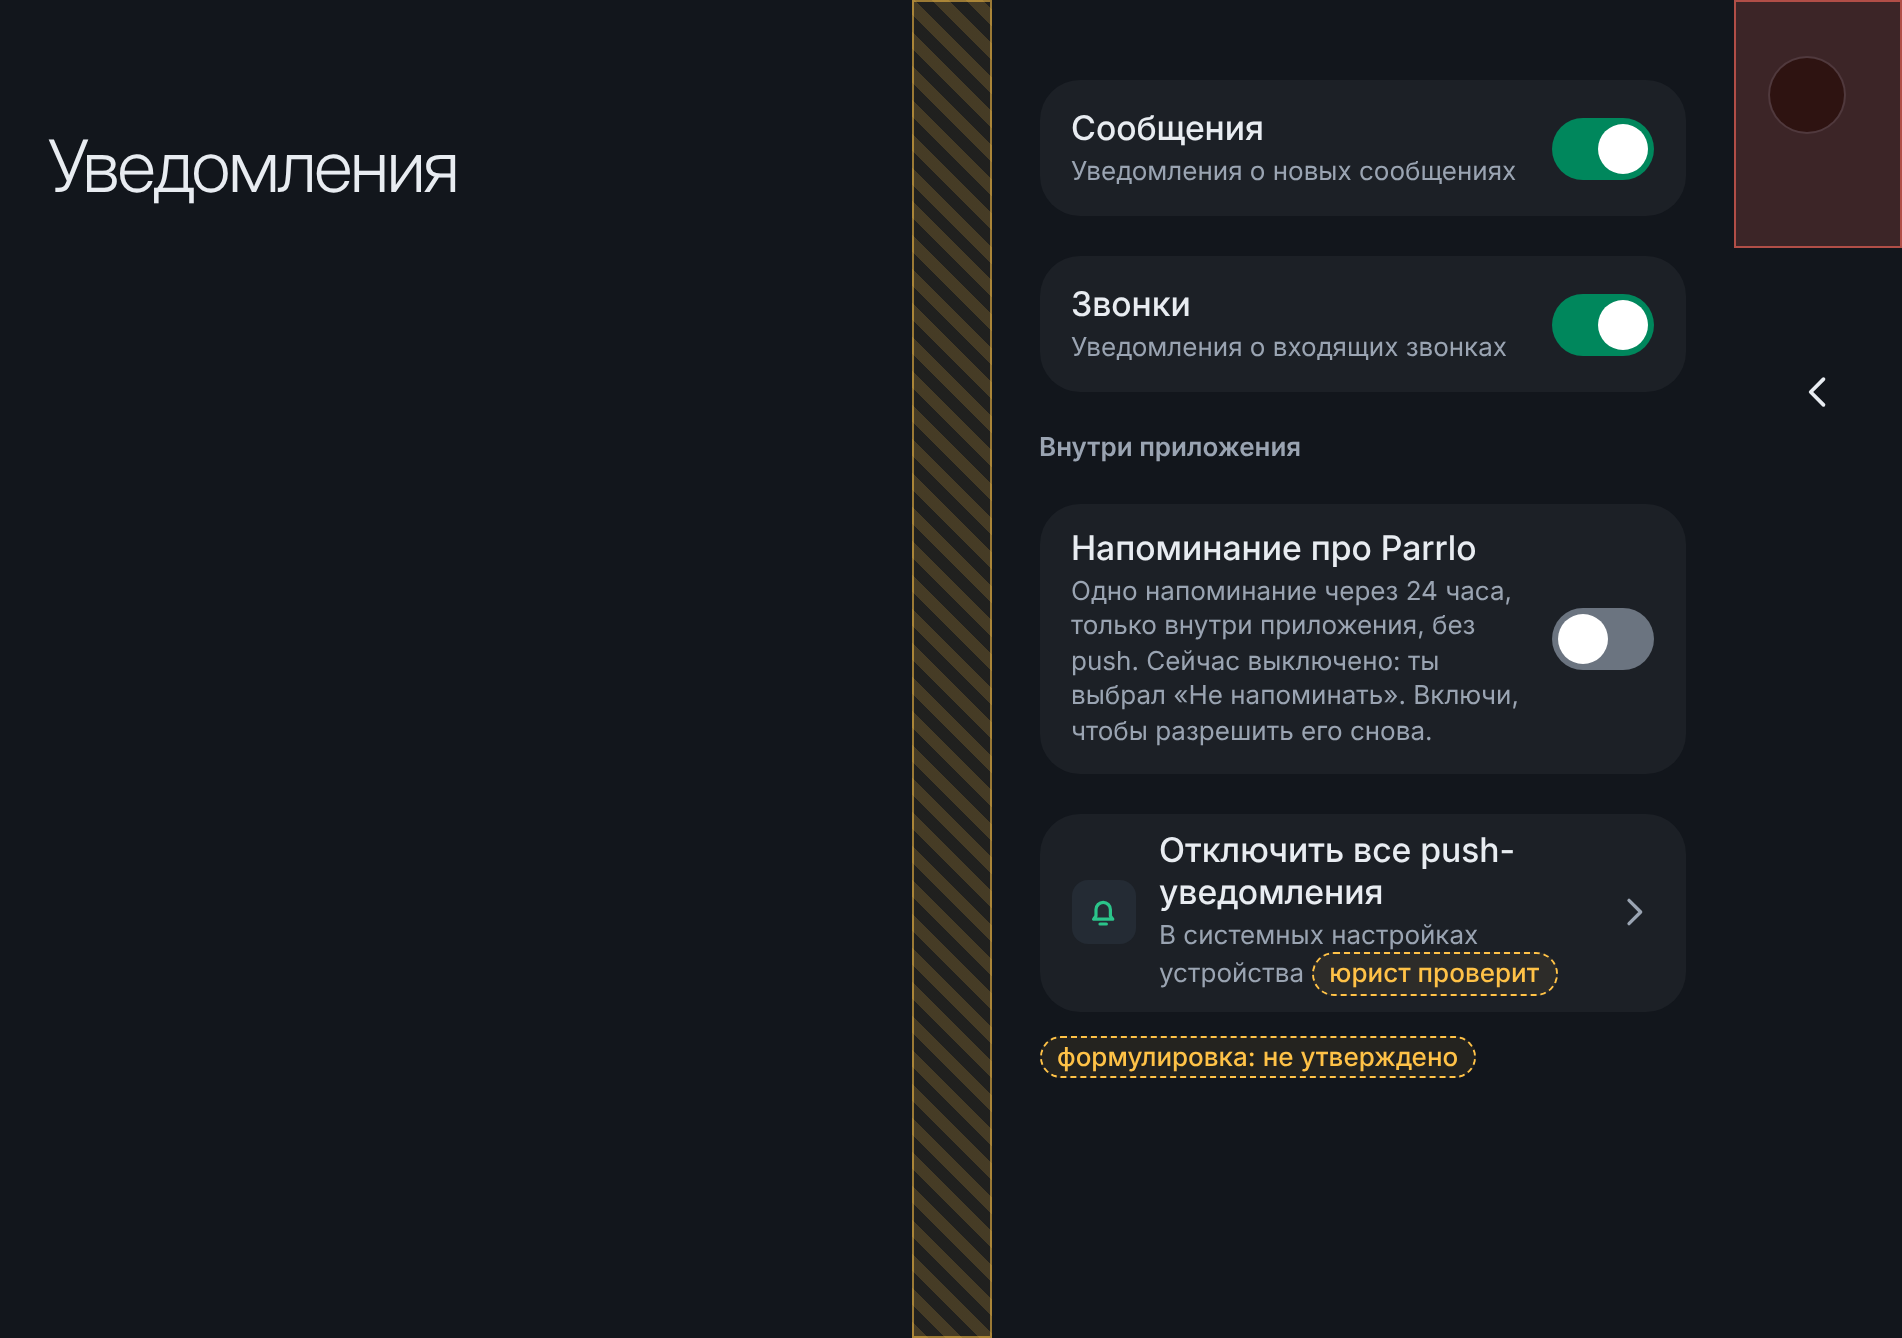 Уведомления
Сообщения
Уведомления о новых сообщениях
Звонки
Уведомления о входящих звонках
Внутри приложения
Напоминание про Parrlo
Одно напоминание через 24 часа,
только внутри приложения, без
push. Сейчас выключено: ты
выбрал «Не напоминать». Включи,
чтобы разрешить его снова.
Отключить все push-
уведомления
В системных настройках
устройства юрист проверит
формулировка: не утверждено